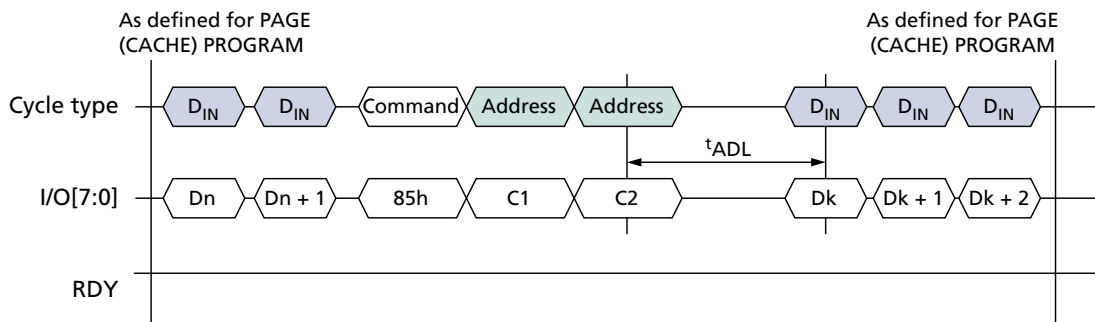 As defined for PAGE
(CACHE) PROGRAM
As defined for PAGE
(CACHE) PROGRAM
Cycle type
DIN DIN Command Address Address DIN DIN DIN
tADL
I/O[7:0]
Dn Dn + 1 85h C1 C2 Dk Dk + 1 Dk + 2
RDY